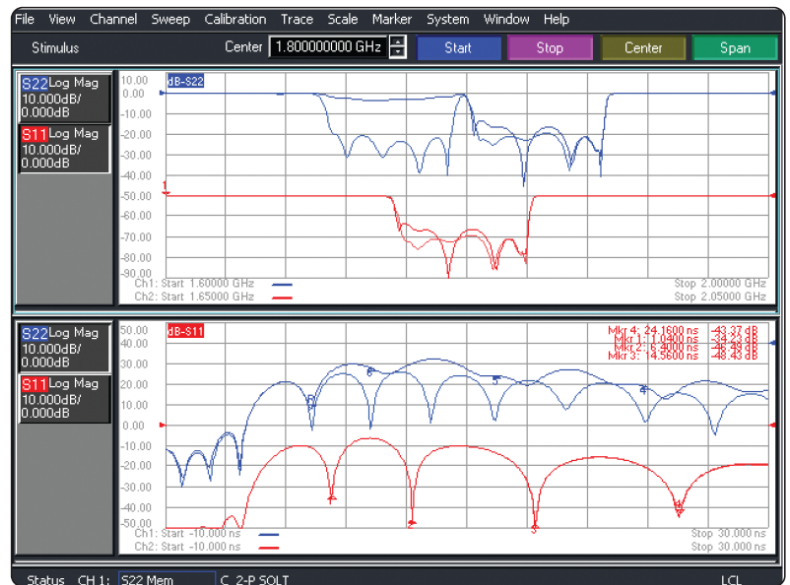 File View Channel Sweep Calibration Trace Scale Marker System Window Help
Stimulus Center 1.800000000 GHz Start Stop Center Span
S22 Log Mag
10.000dB/
0.000dB
S11 Log Mag
10.000dB/
0.000dB
dB-S22
10.00
0.00
-10.00
-20.00
-30.00
-40.00
-50.00
-60.00
-70.00
-80.00
-90.00
1
Ch1: Start 1.60000 GHz Stop 2.00000 GHz
Ch2: Start 1.65000 GHz Stop 2.05000 GHz
S22 Log Mag
10.000dB/
0.000dB
S11 Log Mag
10.000dB/
0.000dB
dB-S11
50.00
40.00
30.00
20.00
10.00
0.00
-10.00
-20.00
-30.00
-40.00
-50.00
Mkr 4: 24.1600 ns -43.37 dB
Mkr 1: 1.0400 ns -34.23 dB
Mkr 2: 6.4000 ns -46.49 dB
Mkr 3: 14.5600 ns -48.43 dB
Ch1: Start -10.000 ns Stop 30.000 ns
Ch2: Start -10.000 ns Stop 30.000 ns
Status CH 1: S22 Mem C 2-P SOLT LCL